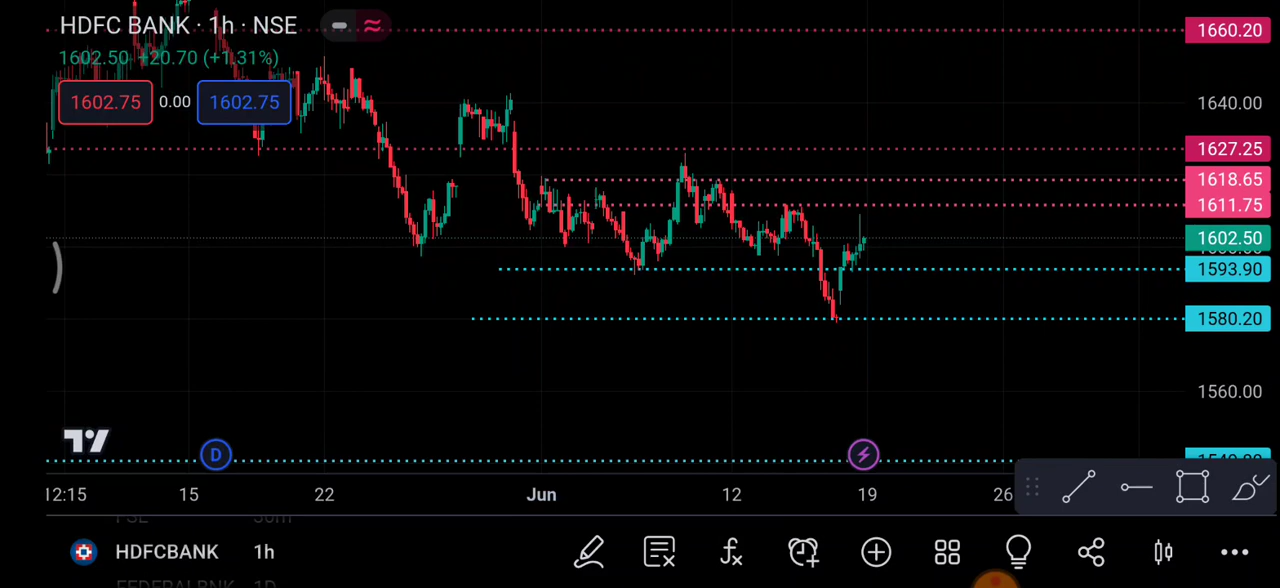 HDFC BANK · 1h · NSE
1602.50 +20.70 (+1.31%)
1602.75 0.00 1602.75
1660.20
1640.00
1627.25
1618.65
1611.75
1602.50
1593.90
1580.20
1560.00
D
12:15 15 22 Jun 12 19 26
HDFCBANK 1h
FEDERALBNK 1D